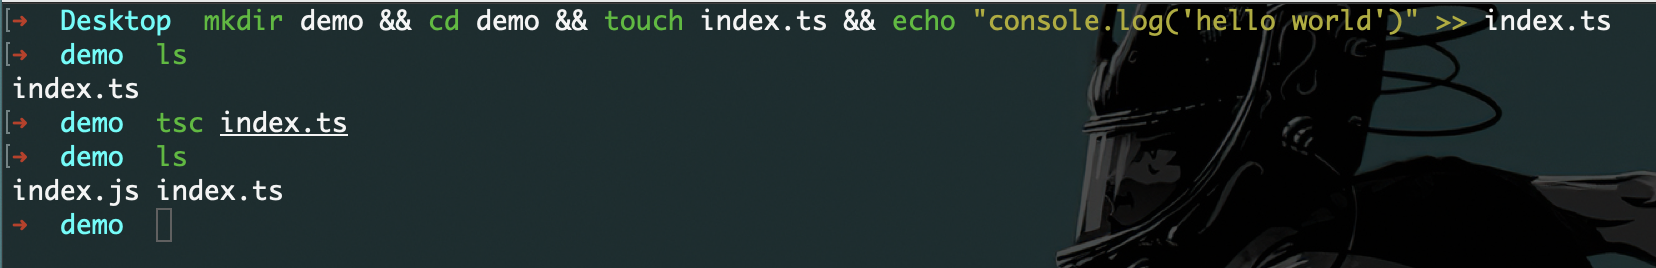 [→ Desktop mkdir demo && cd demo && touch index.ts && echo "console.log('hello world')" >> index.ts
[→ demo ls
index.ts
[→ demo tsc index.ts
[→ demo ls
index.js index.ts
→ demo